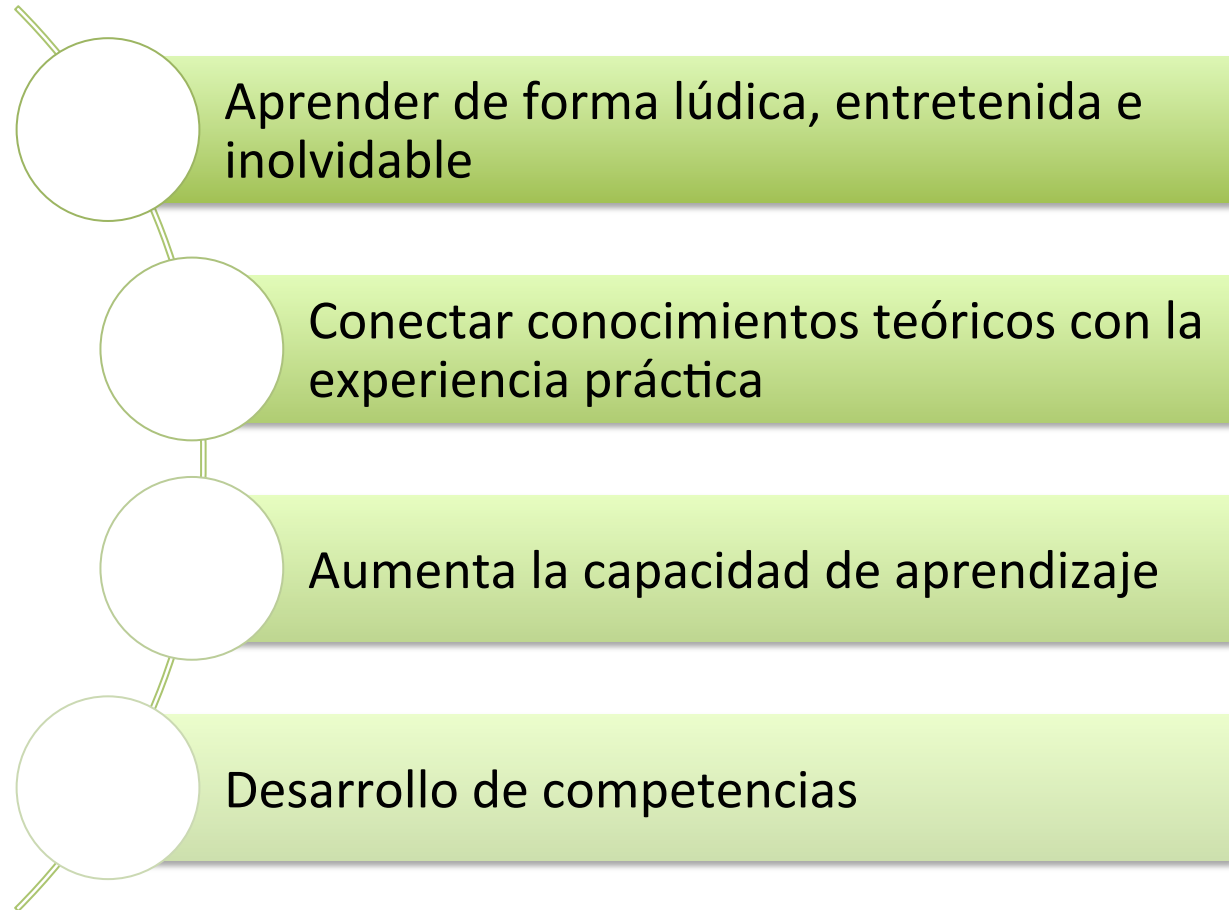 Aprender de forma lúdica, entretenida e
inolvidable
Conectar conocimientos teóricos con la
experiencia práctica
Aumenta la capacidad de aprendizaje
Desarrollo de competencias